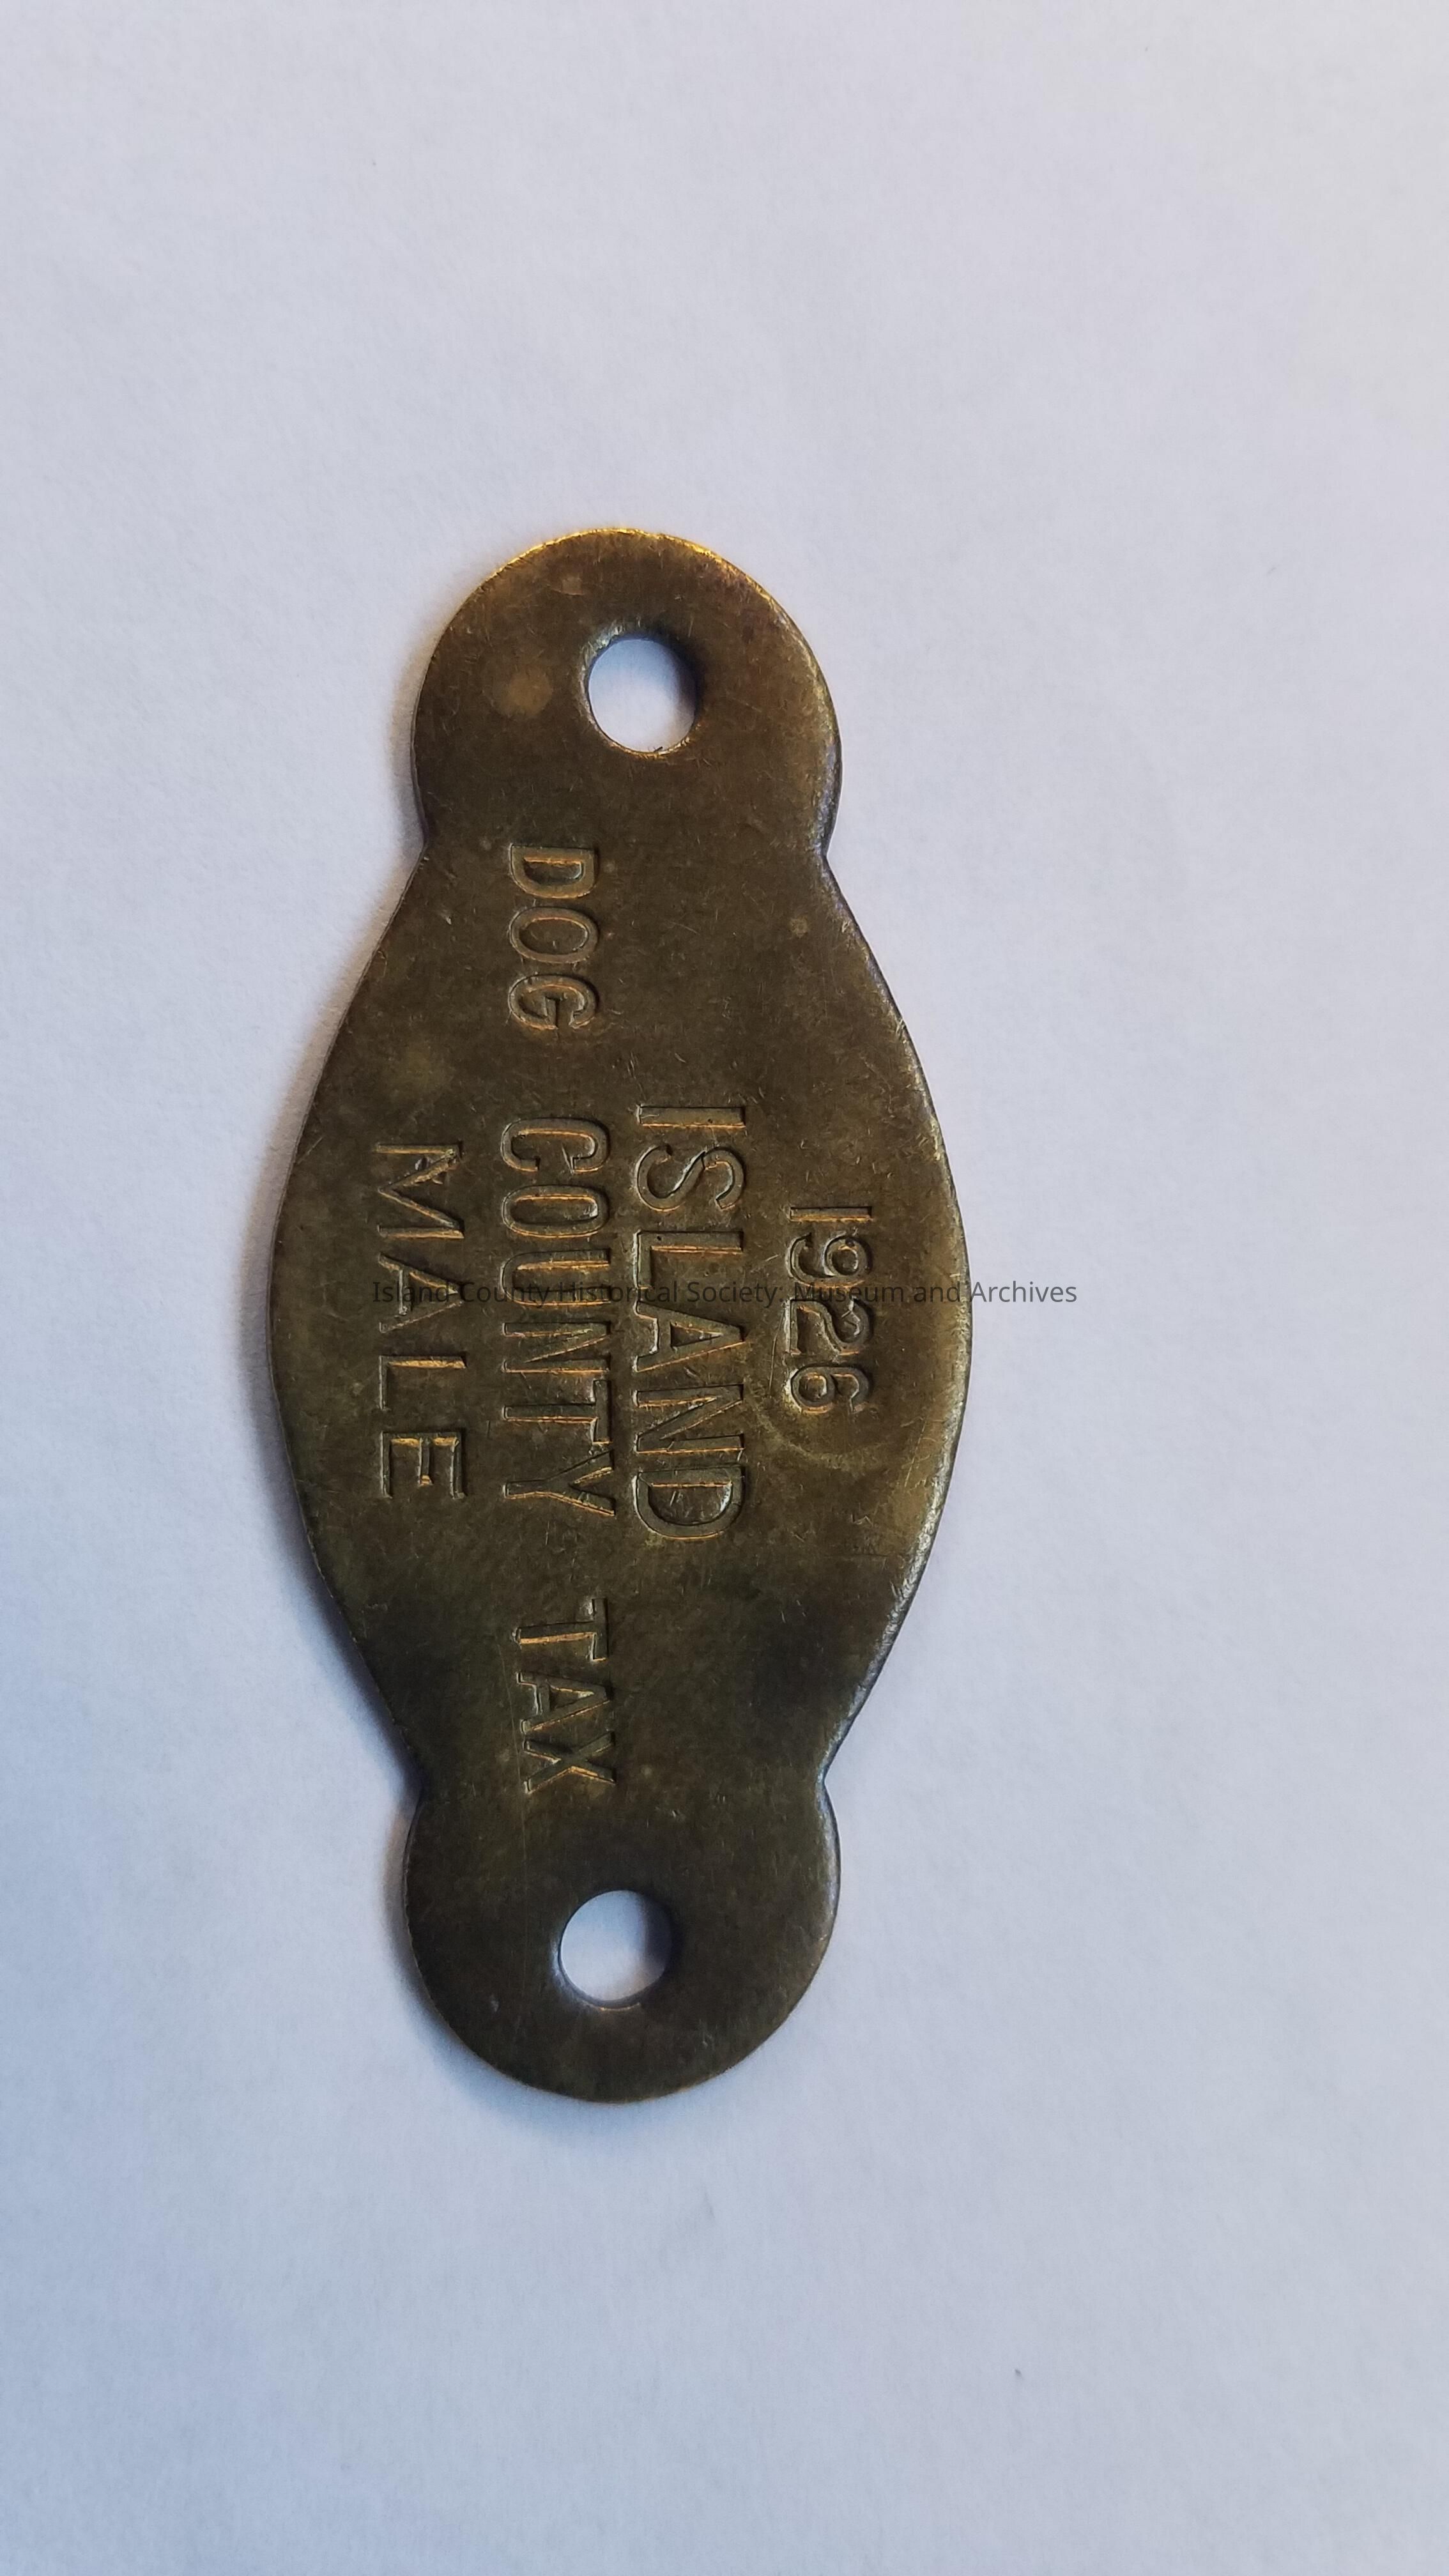 1926
ISLAND
DOG COUNTY TAX
MALE
Island County Historical Society: Museum and Archives